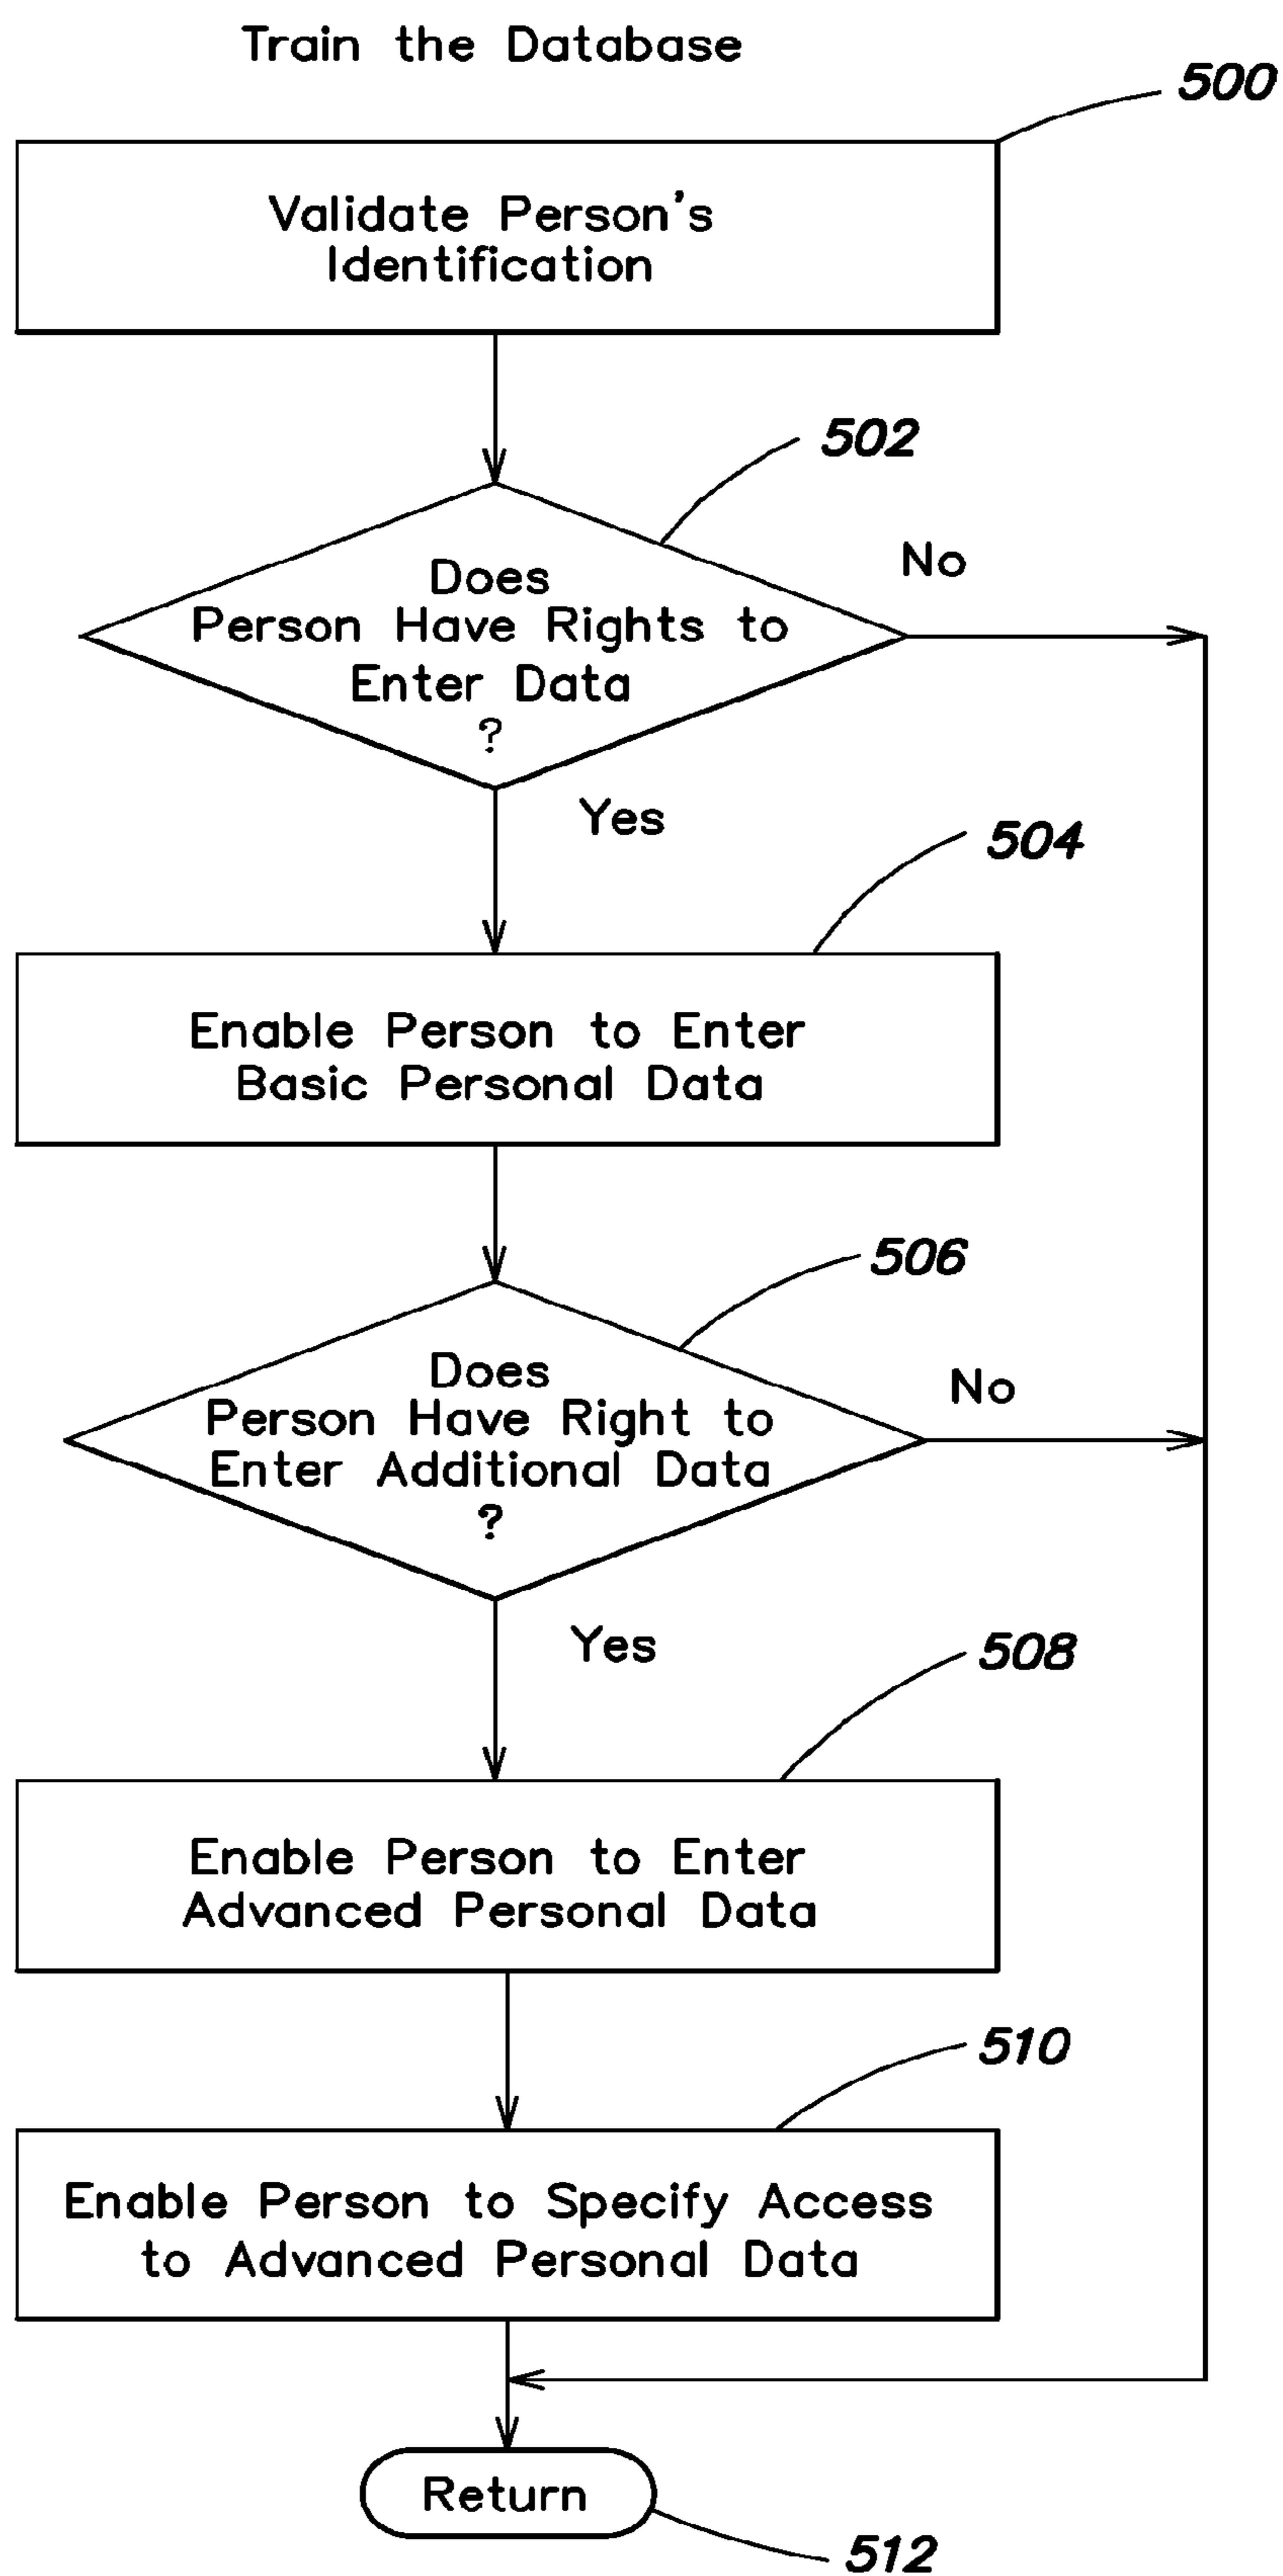 Train the Database
500
Validate Person's
Identification
502
Does
Person Have Rights to
Enter Data
?
No
Yes
504
Enable Person to Enter
Basic Personal Data
506
Does
Person Have Right to
Enter Additional Data
?
No
Yes
508
Enable Person to Enter
Advanced Personal Data
510
Enable Person to Specify Access
to Advanced Personal Data
Return
512